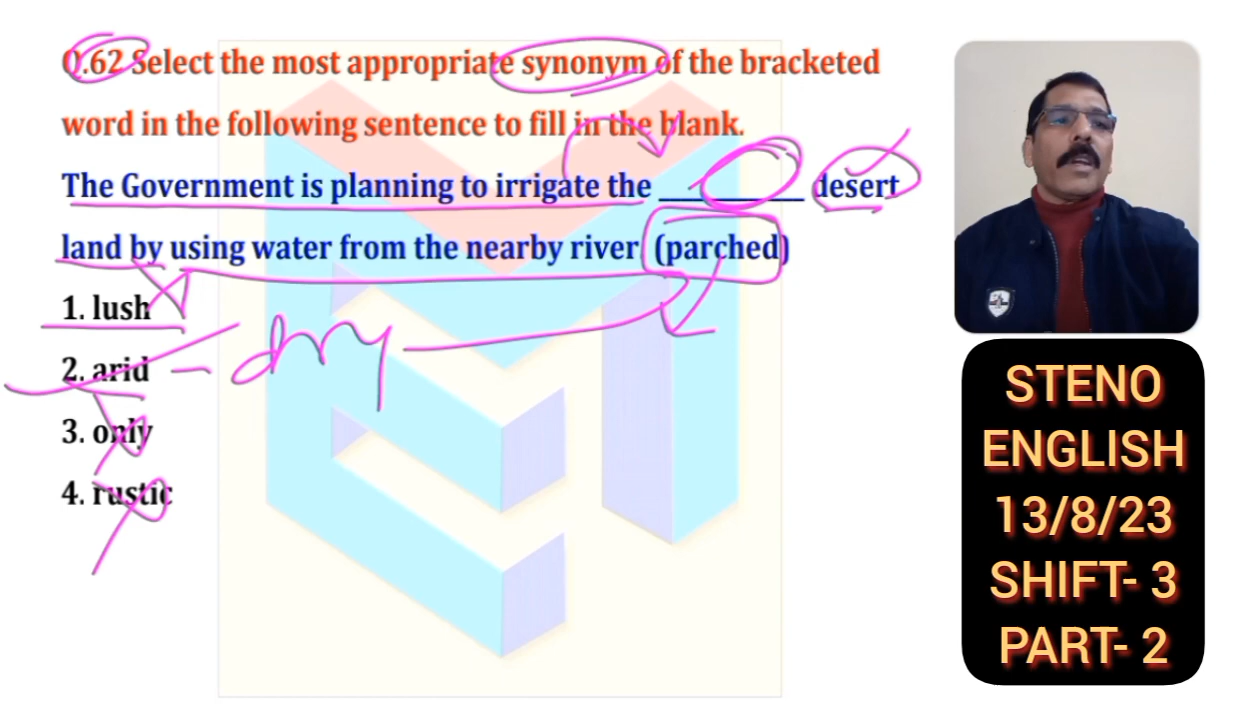 Q.62 Select the most appropriate synonym of the bracketed
word in the following sentence to fill in the blank.
The Government is planning to irrigate the ____________ desert
land by using water from the nearby river (parched)
1. lush
2. arid - dry
3. only
4. rustic
STENO
ENGLISH
13/8/23
SHIFT- 3
PART- 2